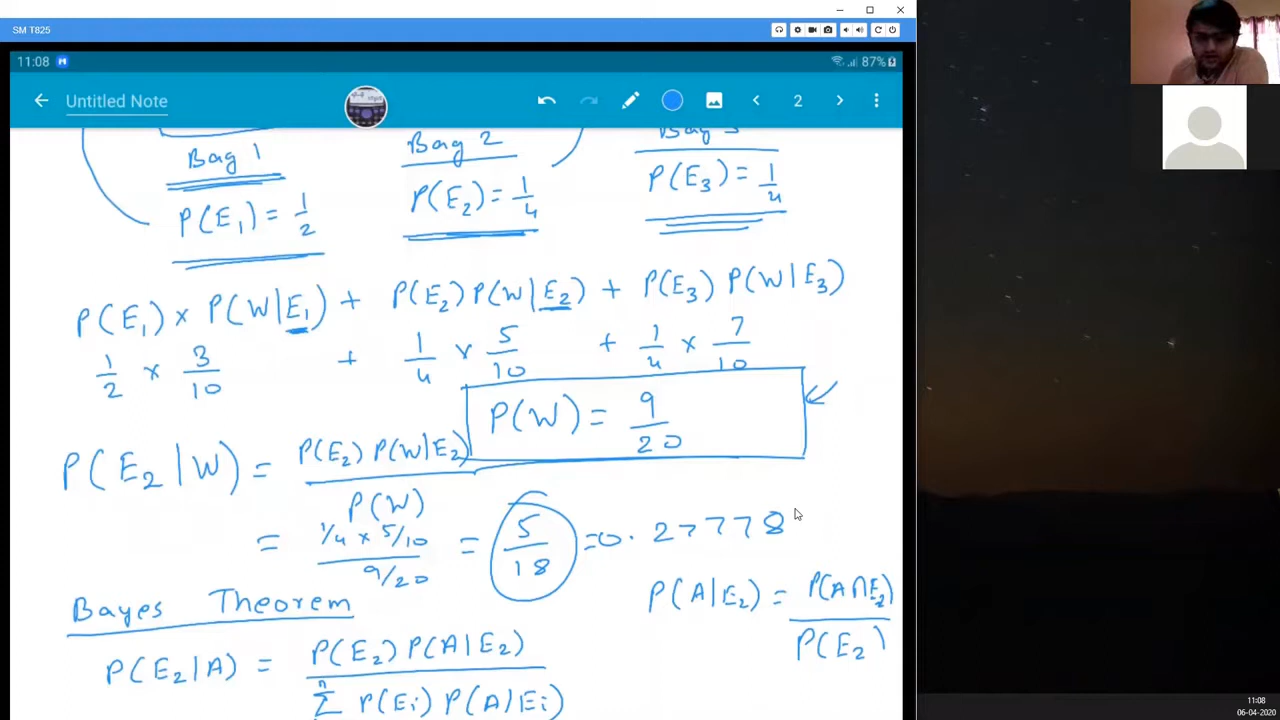 SM T825
11:08 87%
Untitled Note 2
Bag 1 Bag 2 Bag 3
P(E₁) = 1/2 P(E₂) = 1/4 P(E₃) = 1/4
P(E₁) × P(W|E₁) + P(E₂) P(W|E₂) + P(E₃) P(W|E₃)
1/2 × 3/10 + 1/4 × 5/10 + 1/4 × 7/10
P(W) = 9/20
P(E₂|W) = P(E₂) P(W|E₂) / P(W)
= 1/4 × 5/10 / 9/20 = 5/18 = 0.27778
P(A|E₂) = P(A∩E₂) / P(E₂)
Bayes Theorem
P(E₂|A) = P(E₂) P(A|E₂) / n Σ P(Eᵢ) P(A|Eᵢ)
11:08
06-04-2020